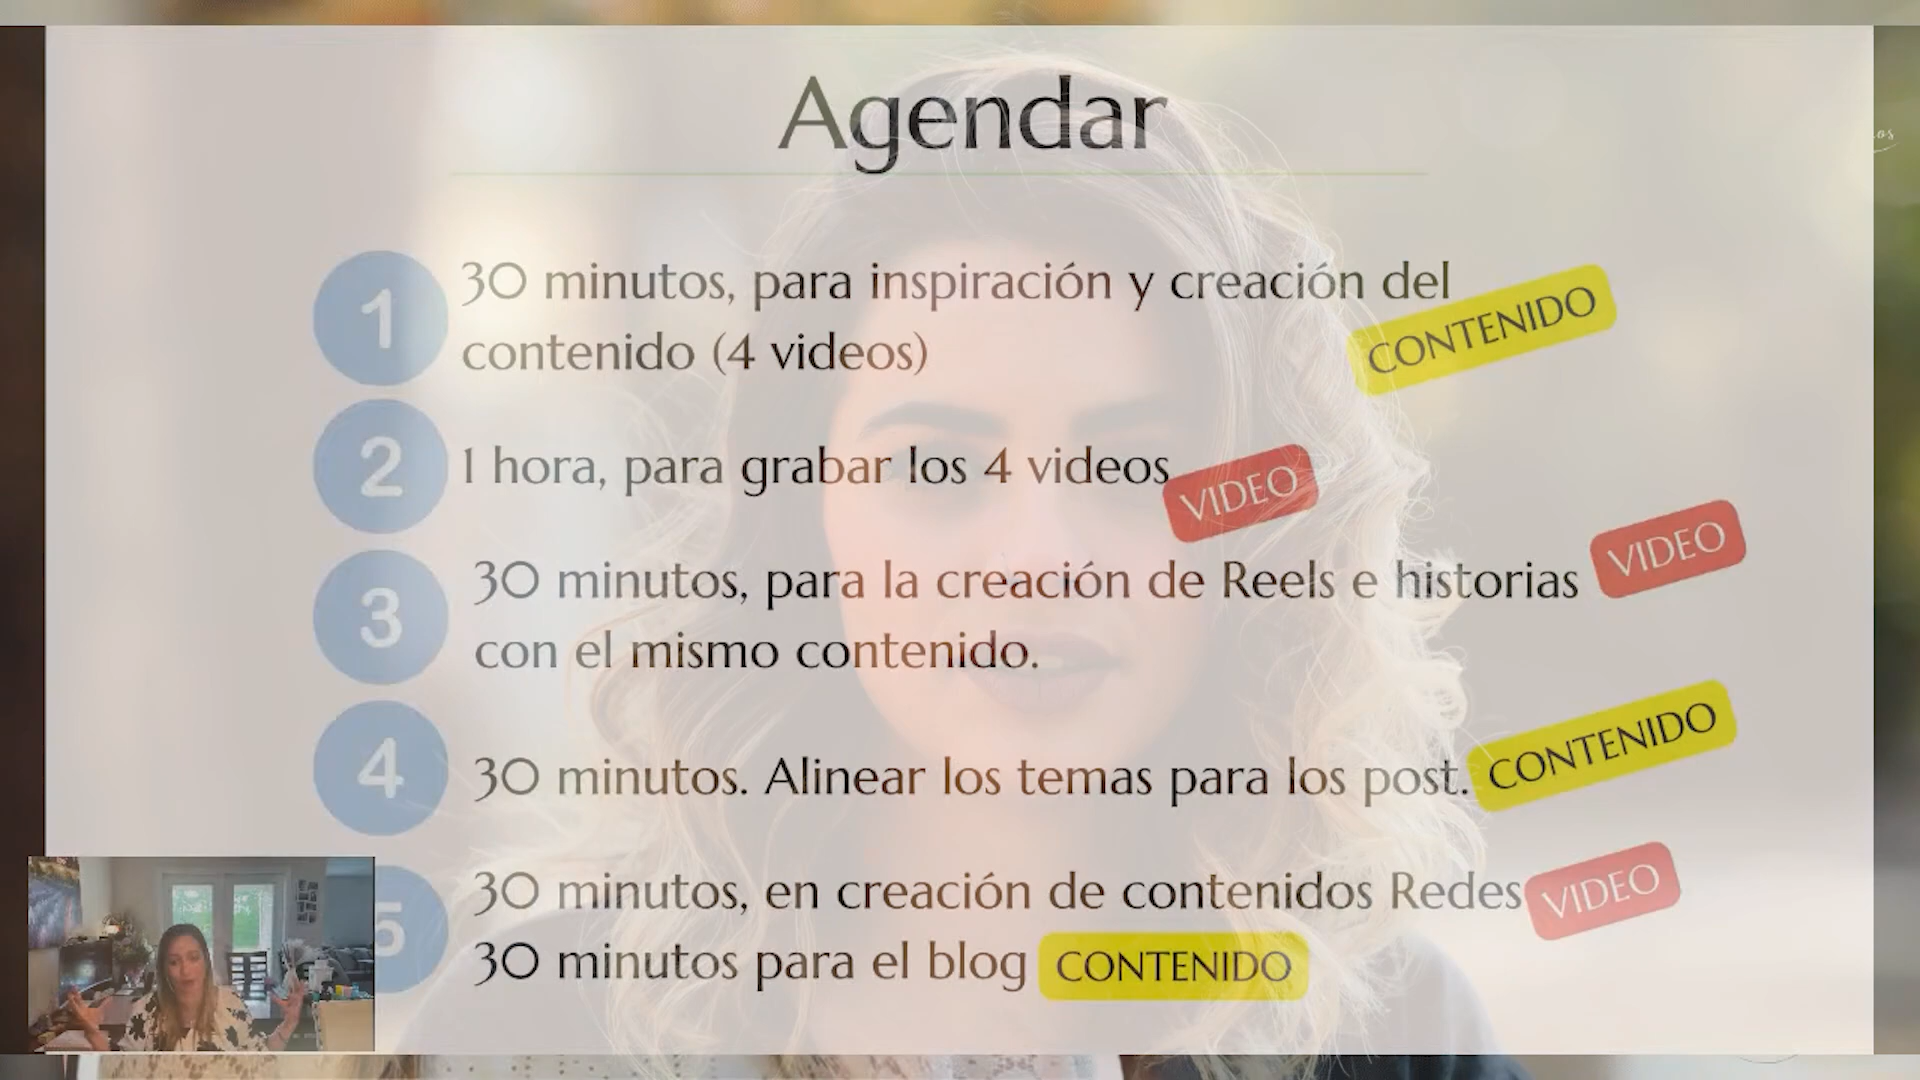 Agendar
1 30 minutos, para inspiración y creación del
contenido (4 videos) CONTENIDO
2 1 hora, para grabar los 4 videos VIDEO
3 30 minutos, para la creación de Reels e historias VIDEO
con el mismo contenido.
4 30 minutos. Alinear los temas para los post. CONTENIDO
5 30 minutos, en creación de contenidos Redes VIDEO
30 minutos para el blog CONTENIDO